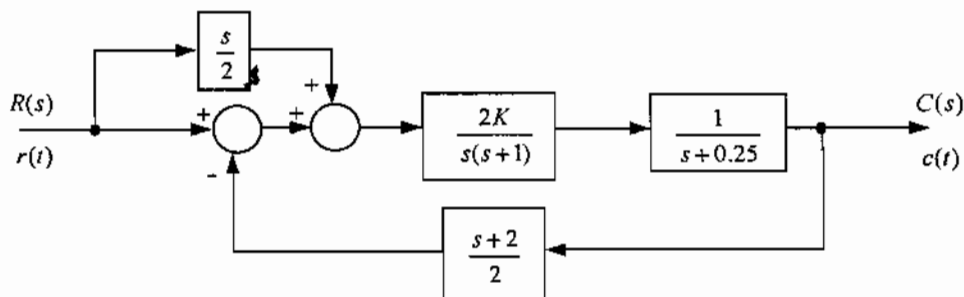 s
2
R(s)
r(t)
+
+
+
-
2K
s(s+1)
1
s+0.25
C(s)
c(t)
s+2
2